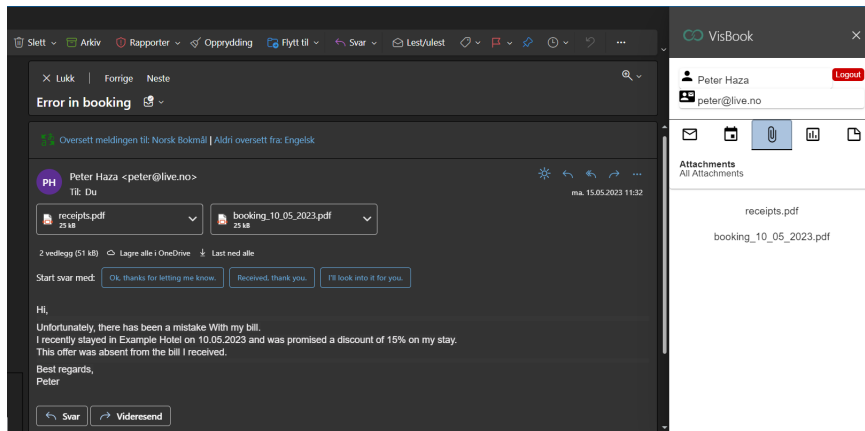 Slett
Arkiv
Rapporter
Opprydding
Flytt til
Svar
Lest/ulest
Lukk
Forrige
Neste
Error in booking
Oversett meldingen til: Norsk Bokmål | Aldri oversett fra: Engelsk
PH
Peter Haza <peter@live.no>
Til: Du
ma. 15.05.2023 11:32
receipts.pdf
25 kB
booking_10_05_2023.pdf
25 kB
2 vedlegg (51 kB)
Lagre alle i OneDrive
Last ned alle
Start svar med:
Ok, thanks for letting me know.
Received, thank you.
I'll look into it for you.
Hi,
Unfortunately, there has been a mistake With my bill.
I recently stayed in Example Hotel on 10.05.2023 and was promised a discount of 15% on my stay.
This offer was absent from the bill I received.
Best regards,
Peter
Svar
Videresend
VisBook
Peter Haza
Logout
peter@live.no
Attachments
All Attachments
receipts.pdf
booking_10_05_2023.pdf